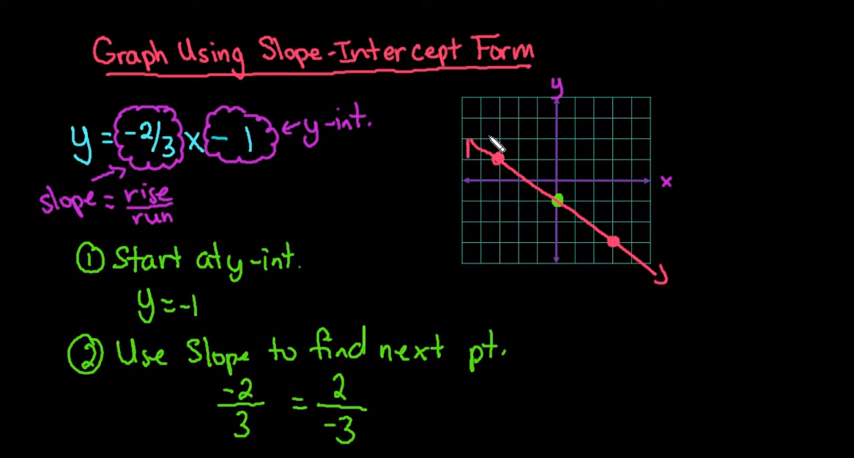 Graph Using Slope-Intercept Form
y
y = -2/3 x - 1 ← y-int.
x
slope = rise/run
① Start at y-int.
y = -1
② Use Slope to find next pt.
-2/3 = 2/-3